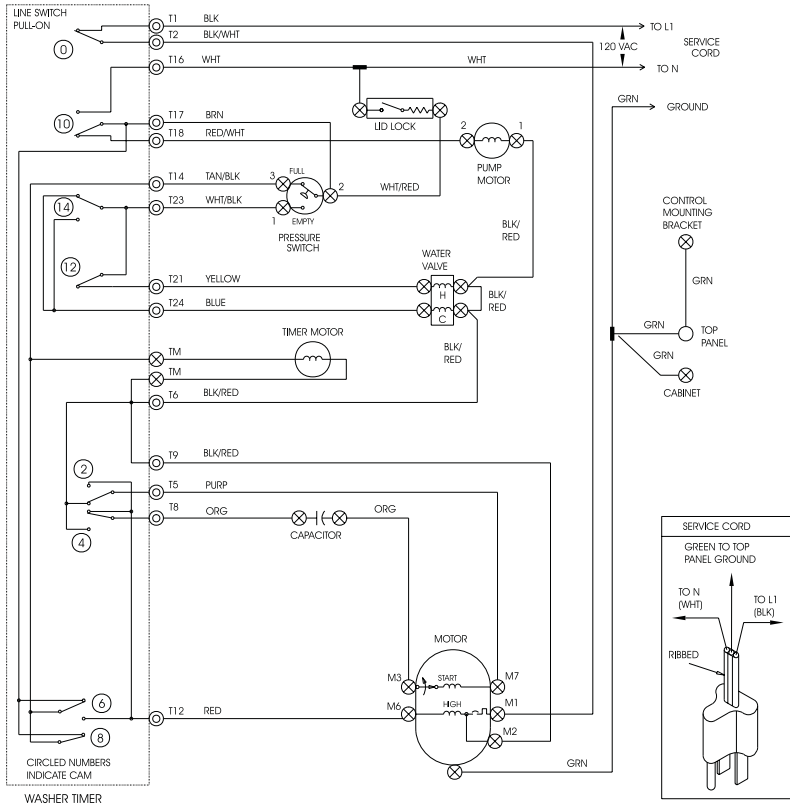 LINE SWITCH
PULL-ON
T1 BLK
TO L1
0
T2 BLK/WHT
120 VAC
SERVICE
CORD
T16 WHT
WHT
TO N
GRN
GROUND
10
T17 BRN
LID LOCK
T18 RED/WHT
2
1
PUMP
MOTOR
T14 TAN/BLK
3
FULL
2
WHT/RED
14
T23 WHT/BLK
1
EMPTY
PRESSURE
SWITCH
BLK/
RED
CONTROL
MOUNTING
BRACKET
GRN
12
WATER
VALVE
T21 YELLOW
H
BLK/
RED
T24 BLUE
C
BLK/
RED
GRN
TOP
PANEL
GRN
CABINET
TIMER MOTOR
TM
TM
T6 BLK/RED
T9 BLK/RED
2
T5 PURP
T8 ORG
ORG
CAPACITOR
4
MOTOR
M3
START
M7
M6
HIGH
M1
M2
6
T12 RED
8
GRN
CIRCLED NUMBERS
INDICATE CAM
WASHER TIMER
SERVICE CORD
GREEN TO TOP
PANEL GROUND
TO N
(WHT)
TO L1
(BLK)
RIBBED